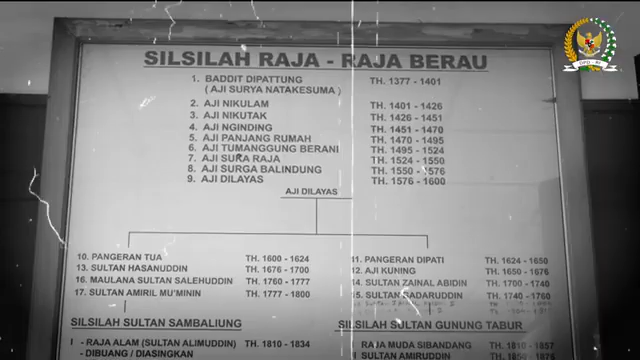 SILSILAH RAJA - RAJA BERAU
1. BADDIT DIPATTUNG TH. 1377 - 1401
( AJI SURYA NATAKESUMA )
2. AJI NIKULAM TH. 1401 - 1426
3. AJI NIKUTAK TH. 1426 - 1451
4. AJI NGINDING TH. 1451 - 1470
5. AJI PANJANG RUMAH TH. 1470 - 1495
6. AJI TUMANGGUNG BERANI TH. 1495 - 1524
7. AJI SURA RAJA TH. 1524 - 1550
8. AJI SURGA BALINDUNG TH. 1550 - 1576
9. AJI DILAYAS TH. 1576 - 1600
AJI DILAYAS
10. PANGERAN TUA TH. 1600 - 1624
13. SULTAN HASANUDDIN TH. 1676 - 1700
16. MAULANA SULTAN SALEHUDDIN TH. 1760 - 1777
17. SULTAN AMIRIL MU'MININ TH. 1777 - 1800
11. PANGERAN DIPATI TH. 1624 - 1650
12. AJI KUNING TH. 1650 - 1676
14. SULTAN ZAINAL ABIDIN TH. 1700 - 1740
15. SULTAN BADARUDDIN TH. 1740 - 1760
SILSILAH SULTAN SAMBALIUNG
I - RAJA ALAM (SULTAN ALIMUDDIN) TH. 1810 - 1834
- DIBUANG / DIASINGKAN
SILSILAH SULTAN GUNUNG TABUR
RAJA MUDA SIBANDANG TH. 1810 - 1857
SULTAN AMIRUDDIN
DPD - RI